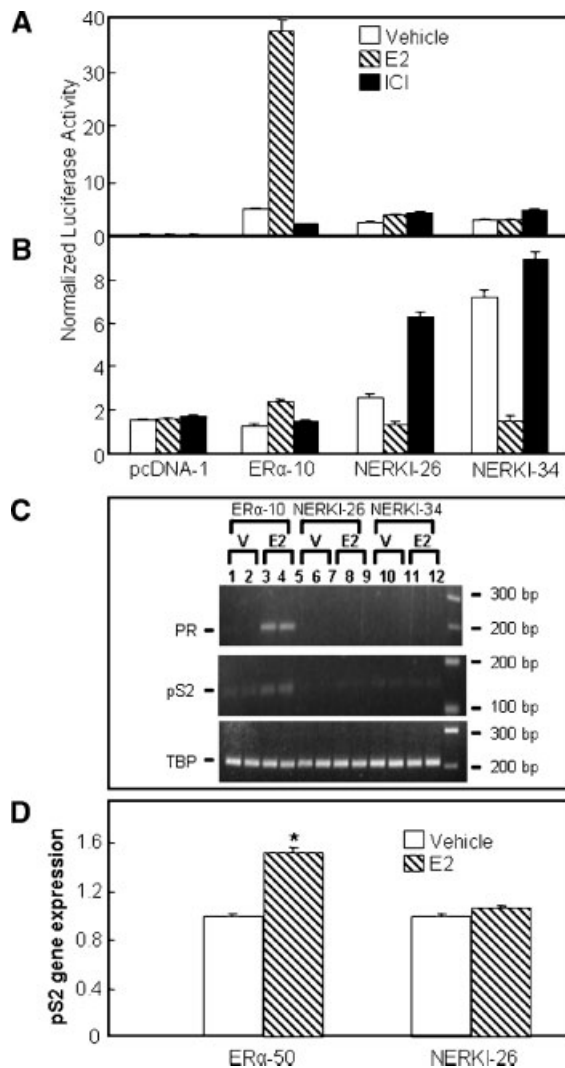 A
Normalized Luciferase Activity
40
30
20
10
0
Vehicle
E2
ICI
B
8
6
4
2
0
pcDNA-1
ERα-10
NERKI-26
NERKI-34
C
ERα-10 NERKI-26 NERKI-34
V E2 V E2 V E2
1 2 3 4 5 6 7 8 9 10 11 12
PR
300 bp
200 bp
pS2
200 bp
100 bp
TBP
300 bp
200 bp
D
pS2 gene expression
1.6
1.2
0.8
0.4
0
*
Vehicle
E2
ERα-50
NERKI-26